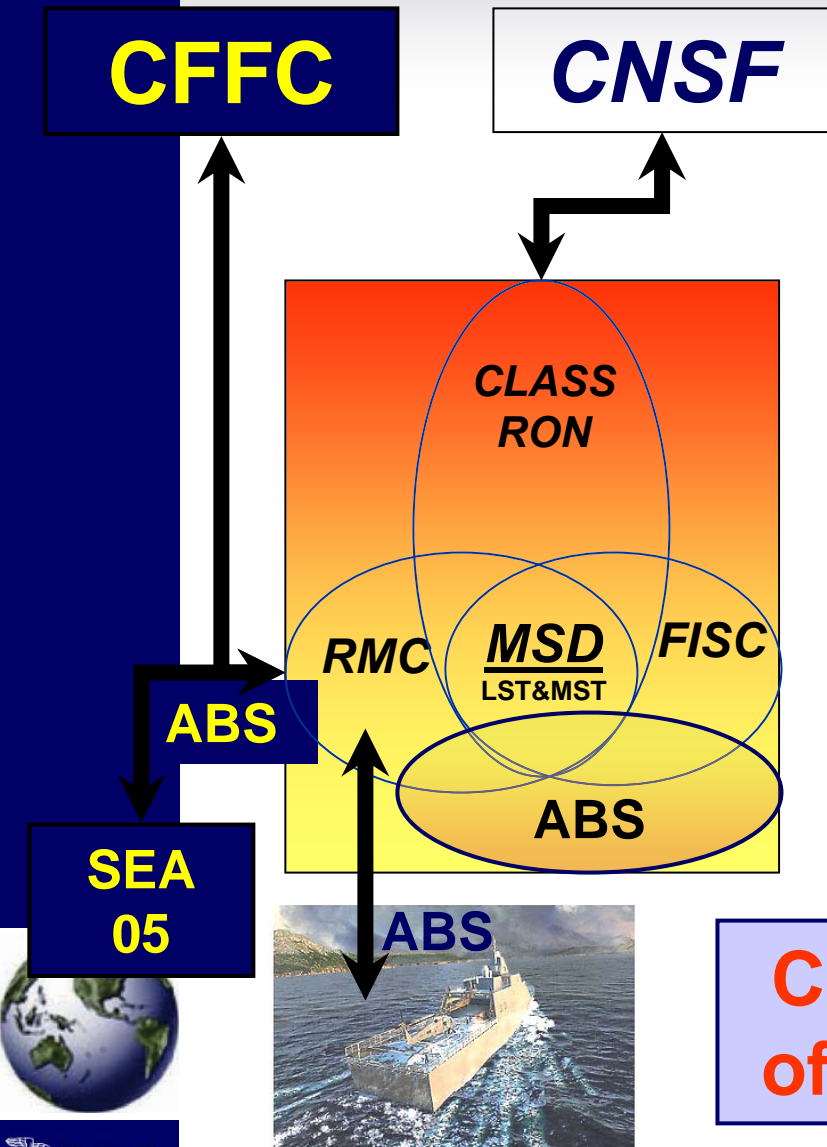 CFFC
CNSF
CLASS
RON
RMC
MSD
FISC
LST&MST
ABS
ABS
SEA
05
ABS
C
of